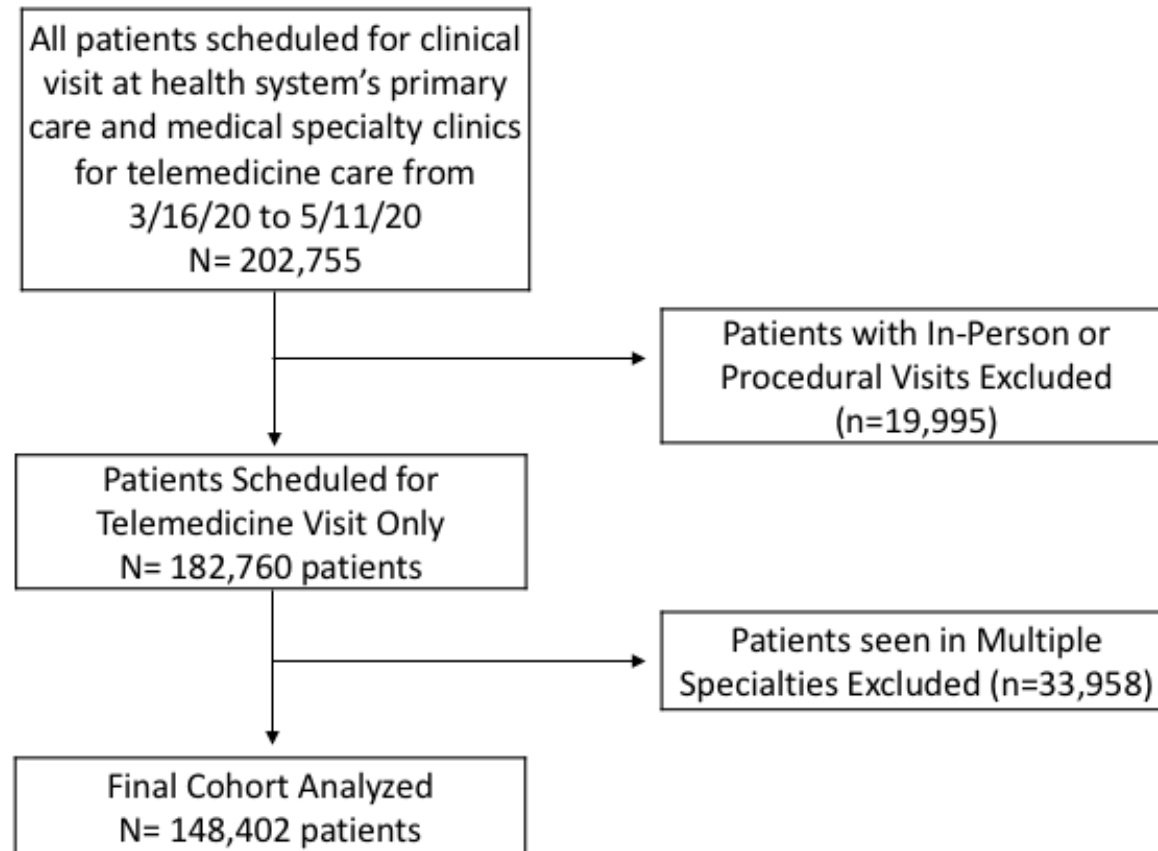 All patients scheduled for clinical
visit at health system’s primary
care and medical specialty clinics
for telemedicine care from
3/16/20 to 5/11/20
N= 202,755
Patients with In-Person or
Procedural Visits Excluded
(n=19,995)
Patients Scheduled for
Telemedicine Visit Only
N= 182,760 patients
Patients seen in Multiple
Specialties Excluded (n=33,958)
Final Cohort Analyzed
N= 148,402 patients